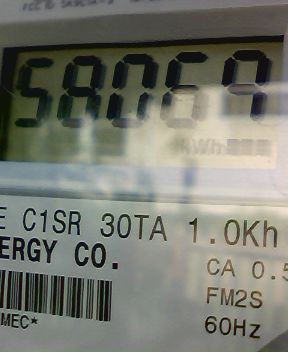 58069
kWh
E C1SR 30TA 1.0Kh
ERGY CO.
CA 0.5
FM2S
MEC*
60Hz